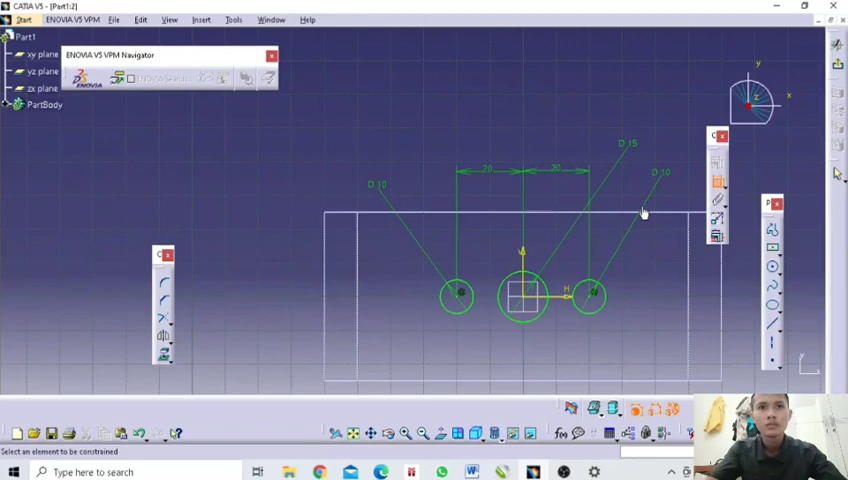 CATIA V5 - [Part1:2]
Start ENOVIA V5 VPM File Edit View Insert Tools Window Help
Part1
xy plane
yz plane
zx plane
PartBody
ENOVIA V5 VPM Navigator
ENOVIA Search...
y
x
z
D 15
20
D 10
D 10
H
y
x
Select an element to be constrained
Type here to search